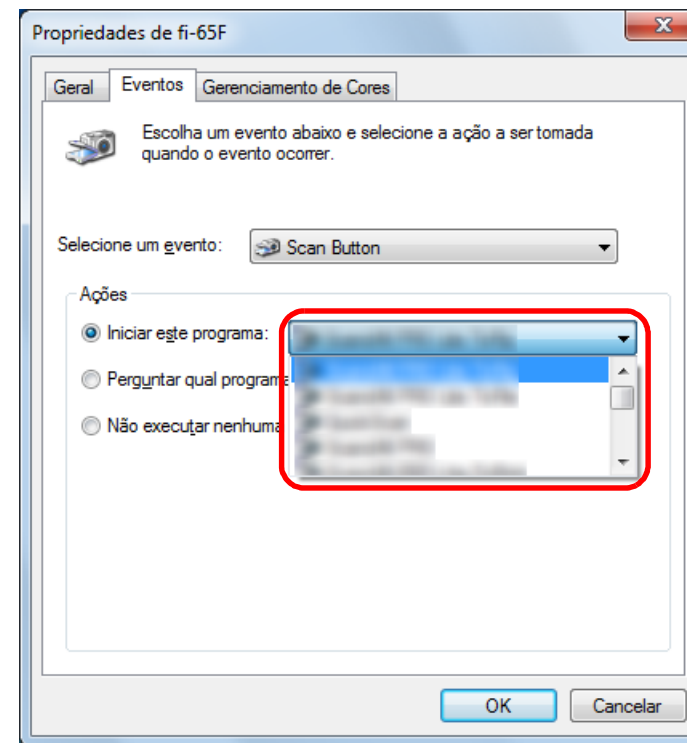 Propriedades de fi-65F
Geral Eventos Gerenciamento de Cores
Escolha um evento abaixo e selecione a ação a ser tomada
quando o evento ocorrer.
Selecione um evento: Scan Button
Ações
Iniciar este programa:
Perguntar qual programa
Não executar nenhuma
OK Cancelar